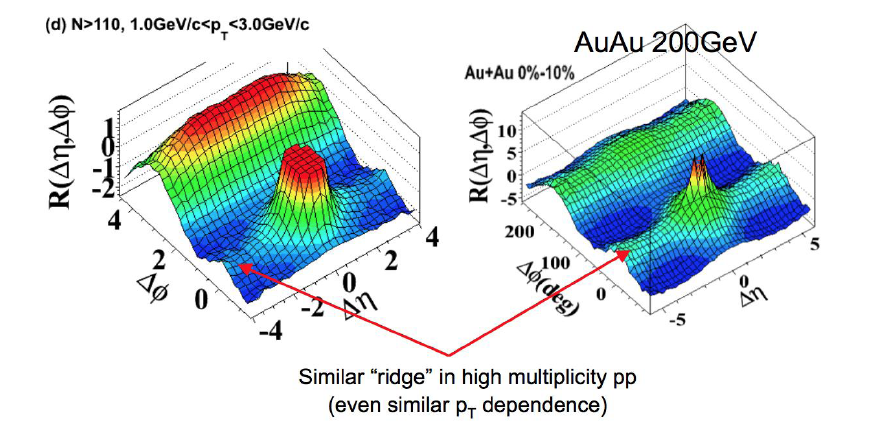 (d) N>110, 1.0GeV/c<pT<3.0GeV/c
R(Δη,Δφ)
1
0
-1
-2
4
2
0
Δφ
-4
-2
0
2
4
Δη
AuAu 200GeV
Au+Au 0%-10%
R(Δη,Δφ)
10
5
0
-5
200
100
0
Δφ(deg)
-5
0
5
Δη
Similar “ridge” in high multiplicity pp
(even similar pT dependence)